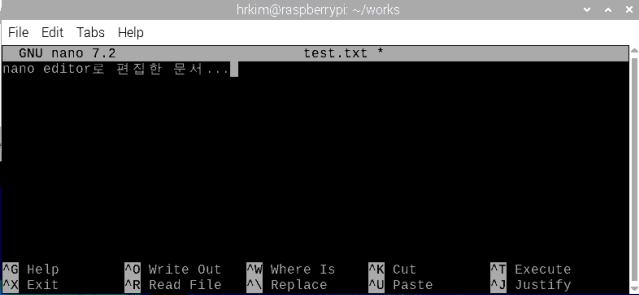 hrkim@raspberrypi: ~/works
File Edit Tabs Help
GNU nano 7.2 test.txt *
nano editor로 편집한 문서...
^G Help ^O Write Out ^W Where Is ^K Cut ^T Execute
^X Exit ^R Read File ^\ Replace ^U Paste ^J Justify